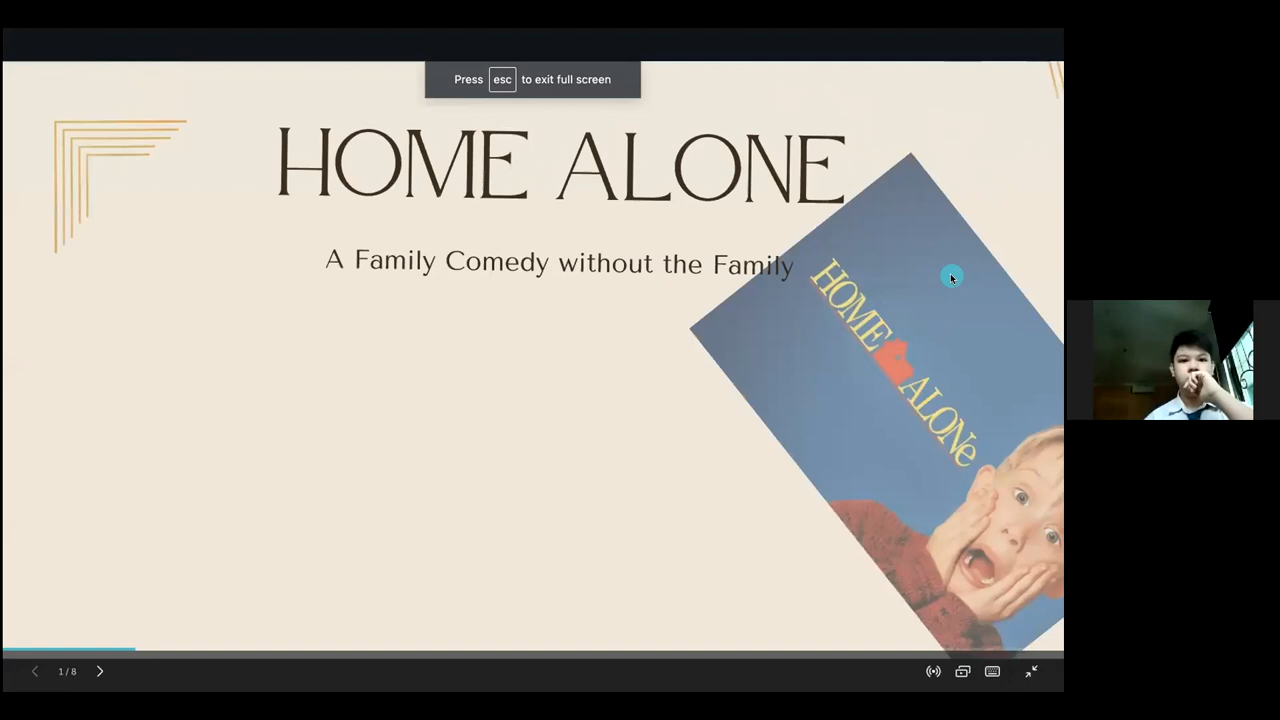 Press esc to exit full screen
HOME ALONE
A Family Comedy without the Family
HOME ALONe
1/8